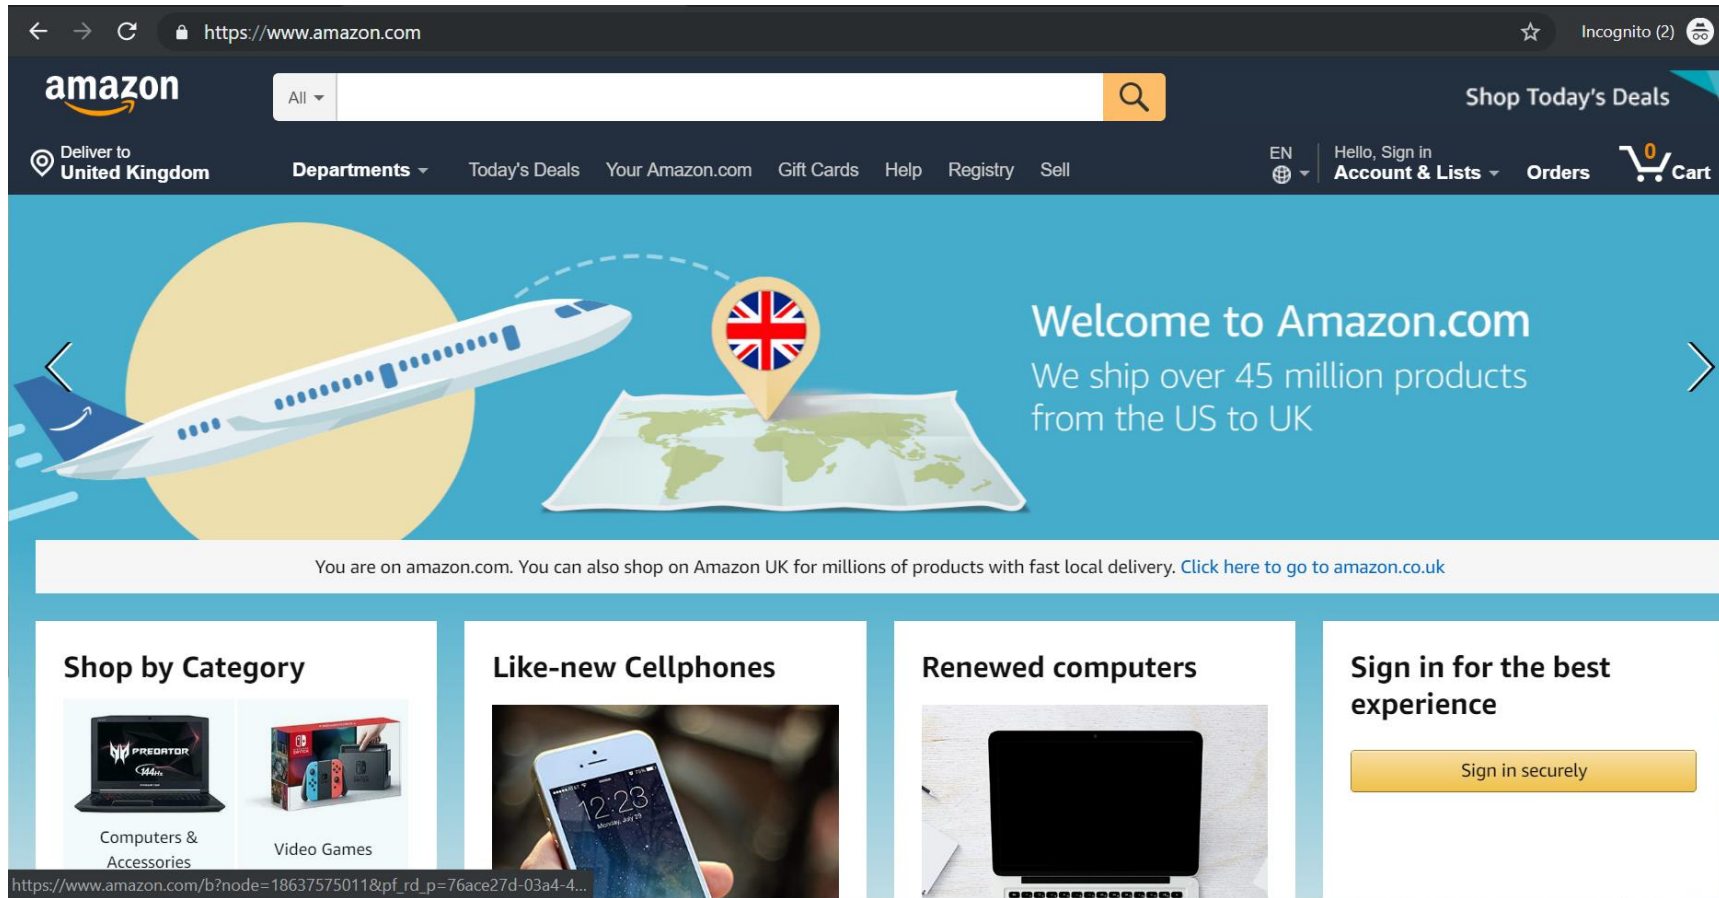 https://www.amazon.com
Incognito (2)
amazon
All
Shop Today's Deals
Deliver to
United Kingdom
Departments
Today's Deals
Your Amazon.com
Gift Cards
Help
Registry
Sell
EN
Hello, Sign in
Account & Lists
Orders
0
Cart
Welcome to Amazon.com
We ship over 45 million products
from the US to UK
You are on amazon.com. You can also shop on Amazon UK for millions of products with fast local delivery. Click here to go to amazon.co.uk
Shop by Category
PREDATOR
144Hz
Computers &
Accessories
Video Games
Like-new Cellphones
12:23
Monday, July 29
Renewed computers
Sign in for the best
experience
Sign in securely
https://www.amazon.com/b?node=18637575011&pf_rd_p=76ace27d-03a4-4...